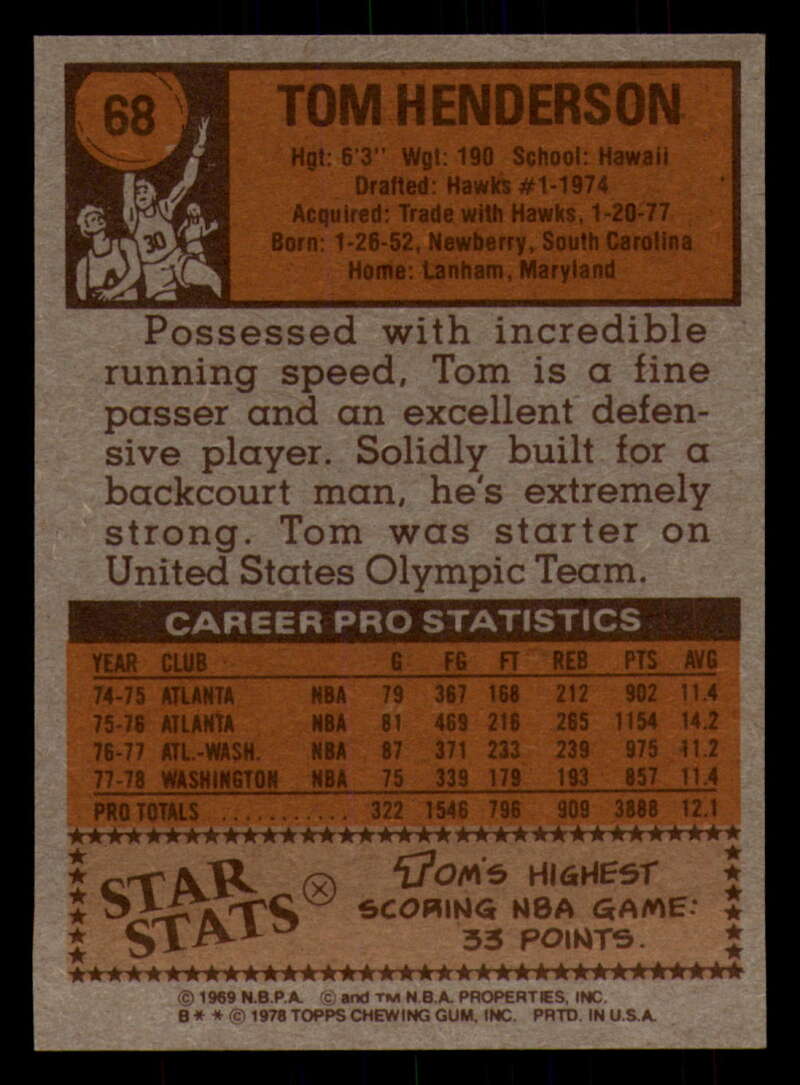 68
TOM HENDERSON
Hgt: 6'3" Wgt: 190 School: Hawaii
Drafted: Hawks #1-1974
Acquired: Trade with Hawks, 1-20-77
Born: 1-26-52, Newberry, South Carolina
Home: Lanham, Maryland
30
Possessed with incredible
running speed, Tom is a fine
passer and an excellent defen-
sive player. Solidly built for a
backcourt man, he's extremely
strong. Tom was starter on
United States Olympic Team.
CAREER PRO STATISTICS
YEAR CLUB G FG FT REB PTS AVG
74-75 ATLANTA NBA 79 367 168 212 902 11.4
75-76 ATLANTA NBA 81 469 216 265 1154 14.2
76-77 ATL.-WASH. NBA 87 371 233 239 975 11.2
77-78 WASHINGTON NBA 75 339 179 193 857 11.4
PRO TOTALS ............ 322 1546 796 909 3888 12.1
STAR STATS
TOM'S HIGHEST
SCORING NBA GAME:
33 POINTS.
© 1969 N.B.P.A. © and TM N.B.A. PROPERTIES, INC.
B * * © 1978 TOPPS CHEWING GUM, INC. PRTD. IN U.S.A.